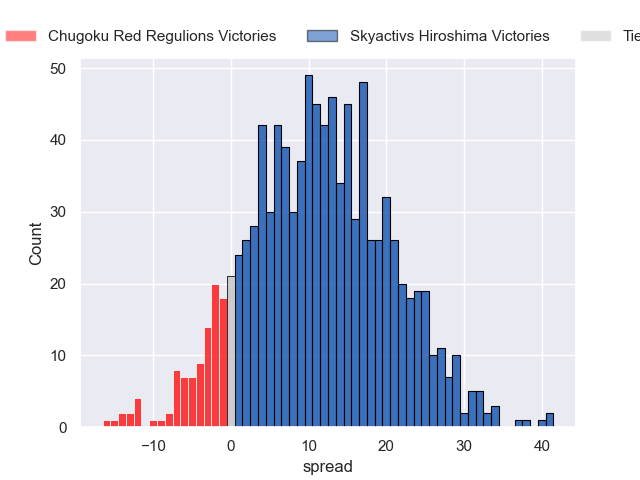 Chugoku Red Regulions Victories
Skyactivs Hiroshima Victories
Tie
50
40
30
20
10
0
Count
−10
0
10
20
30
40
spread